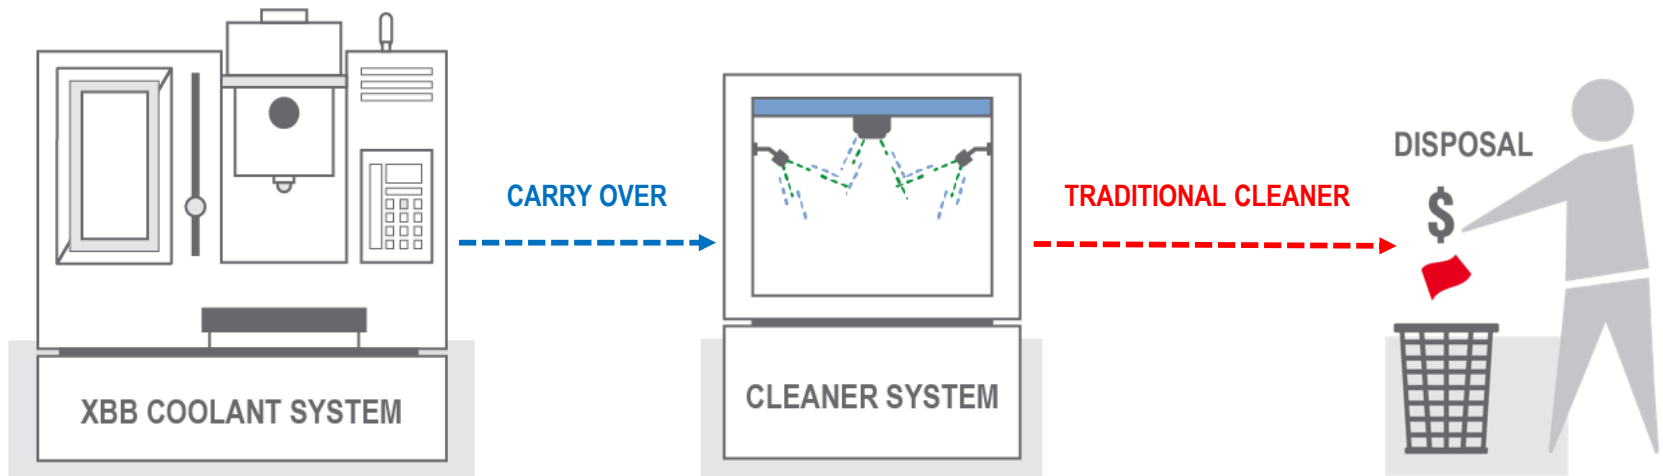 CARRY OVER
TRADITIONAL CLEANER
DISPOSAL
$
XBB COOLANT SYSTEM
CLEANER SYSTEM